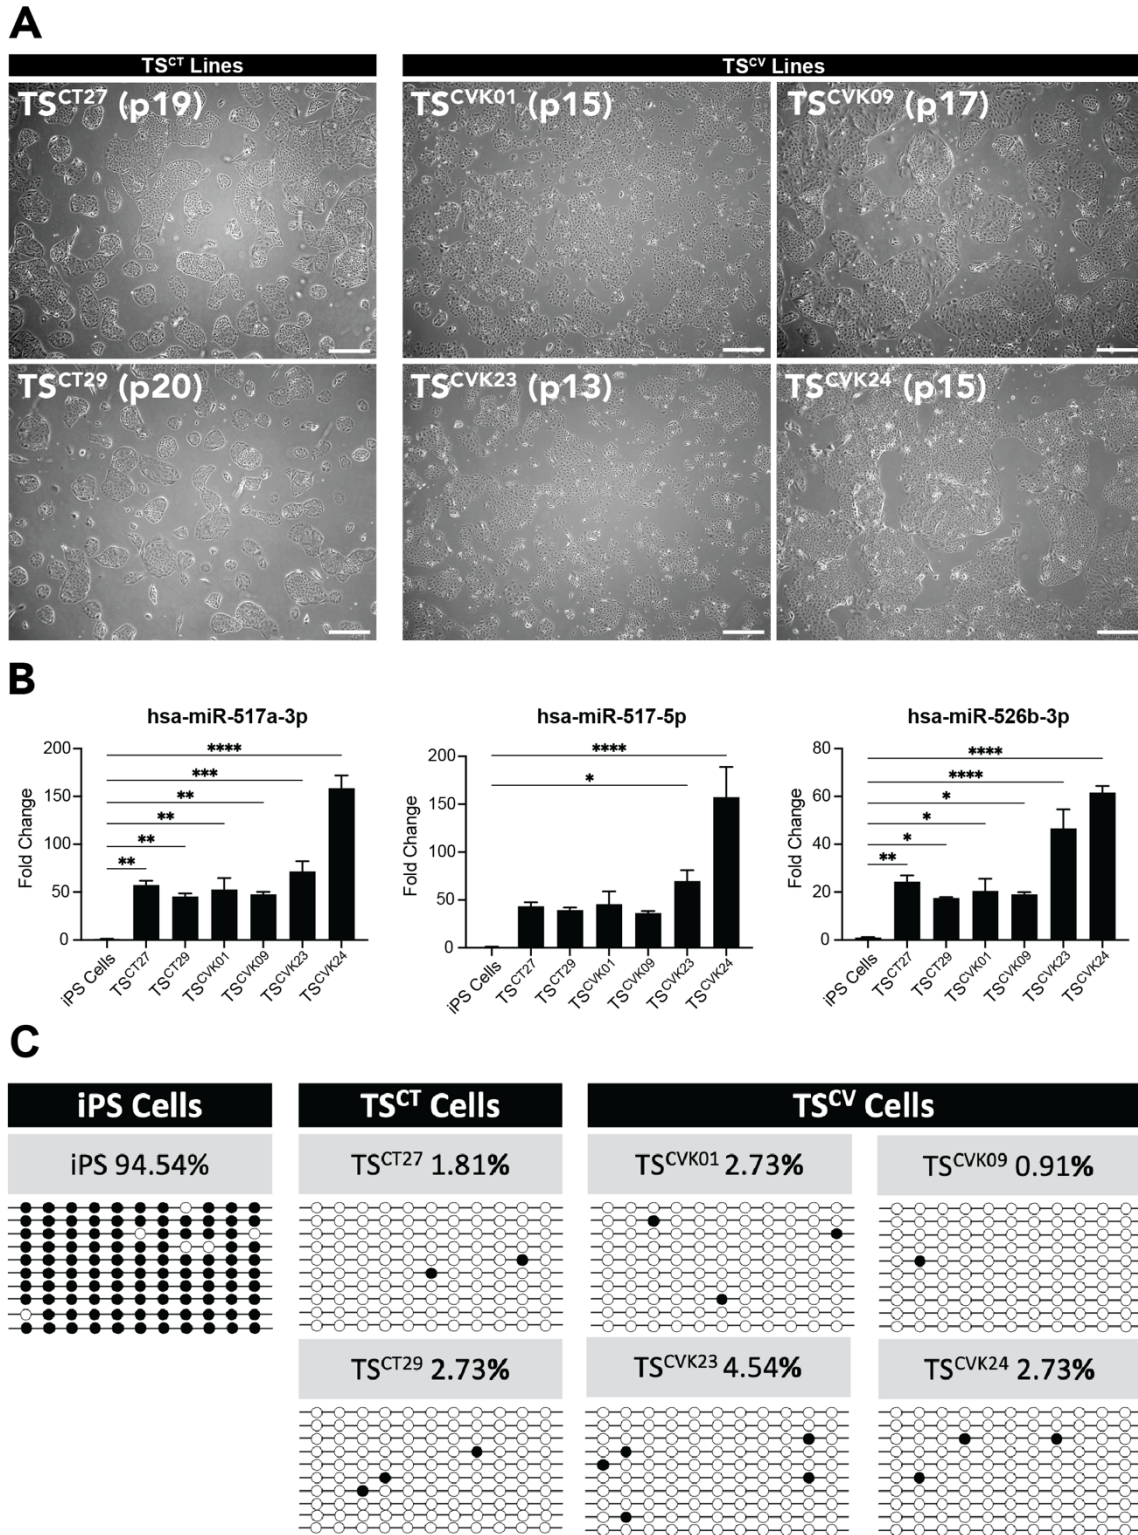 A
TS^CT Lines
TS^CV Lines
TS^CT27 (p19)
TS^CVK01 (p15)
TS^CVK09 (p17)
TS^CT29 (p20)
TS^CVK23 (p13)
TS^CVK24 (p15)
B
hsa-miR-517a-3p
Fold Change
200
150
100
50
0
****
***
**
**
**
**
iPS Cells
TS^CT27
TS^CT29
TS^CVK01
TS^CVK09
TS^CVK23
TS^CVK24
hsa-miR-517-5p
Fold Change
200
150
100
50
0
****
*
iPS Cells
TS^CT27
TS^CT29
TS^CVK01
TS^CVK09
TS^CVK23
TS^CVK24
hsa-miR-526b-3p
Fold Change
80
60
40
20
0
****
****
*
*
*
**
iPS Cells
TS^CT27
TS^CT29
TS^CVK01
TS^CVK09
TS^CVK23
TS^CVK24
C
iPS Cells
TS^CT Cells
TS^CV Cells
iPS 94.54%
TS^CT27 1.81%
TS^CVK01 2.73%
TS^CVK09 0.91%
TS^CT29 2.73%
TS^CVK23 4.54%
TS^CVK24 2.73%